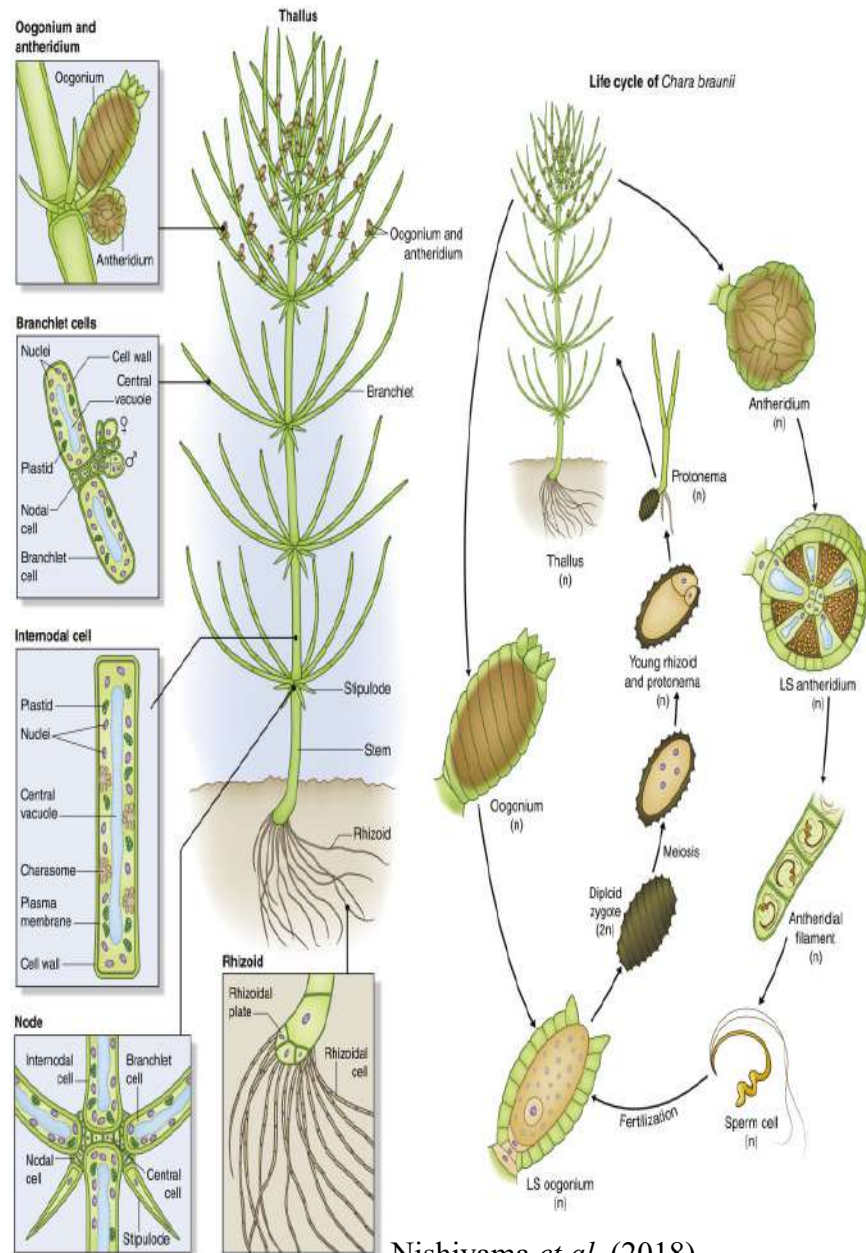 Oogonium and
antheridium
Oogonium
Antheridium
Thallus
Oogonium and
antheridium
Branchlet cells
Nuclei
Cell wall
Central
vacuole
♀
♂
Plastid
Nodal
cell
Branchlet
cell
Branchlet
Internodal cell
Plastid
Nuclei
Central
vacuole
Charasome
Plasma
membrane
Cell wall
Stipulode
Stem
Rhizoid
Node
Internodal
cell
Branchlet
cell
Nodal
cell
Central
cell
Stipulode
Rhizoid
Rhizoidal
plate
Rhizoidal
cell
Life cycle of Chara braunii
Thallus
(n)
Antheridium
(n)
LS antheridium
(n)
Antheridial
filament
(n)
Sperm cell
(n)
Fertilization
Oogonium
(n)
LS oogonium
(n)
Diploid
zygote
(2n)
Meiosis
Young rhizoid
and protonema
(n)
Protonema
(n)
Nishiyama et al. (2018)